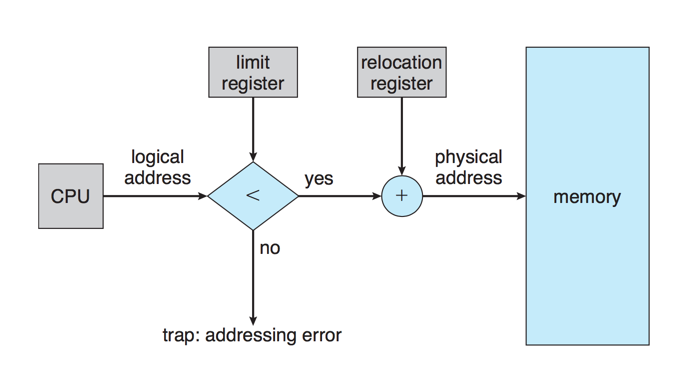 limit
register
relocation
register
logical
address
physical
address
CPU
<
yes
+
memory
no
trap: addressing error